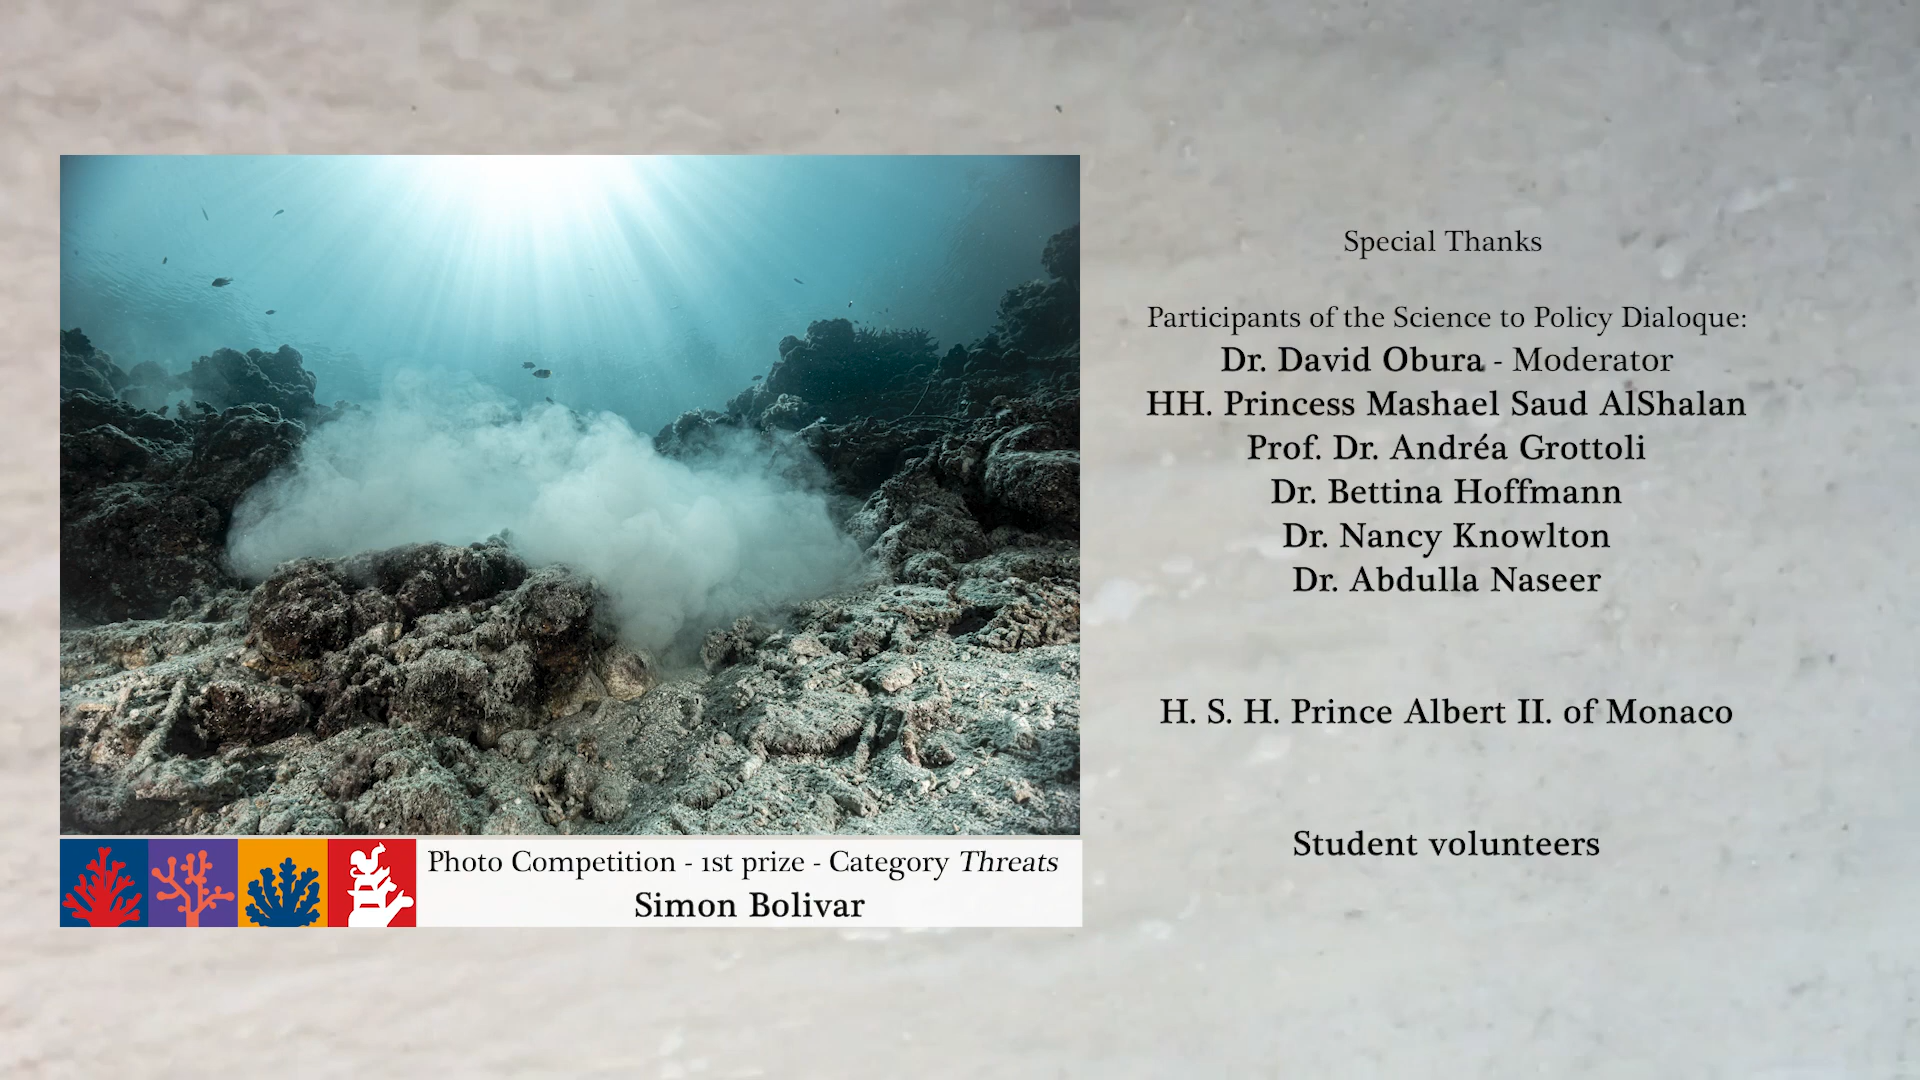 Photo Competition - 1st prize - Category Threats
Simon Bolivar
Special Thanks
Participants of the Science to Policy Dialoque:
Dr. David Obura - Moderator
HH. Princess Mashael Saud AlShalan
Prof. Dr. Andréa Grottoli
Dr. Bettina Hoffmann
Dr. Nancy Knowlton
Dr. Abdulla Naseer
H. S. H. Prince Albert II. of Monaco
Student volunteers